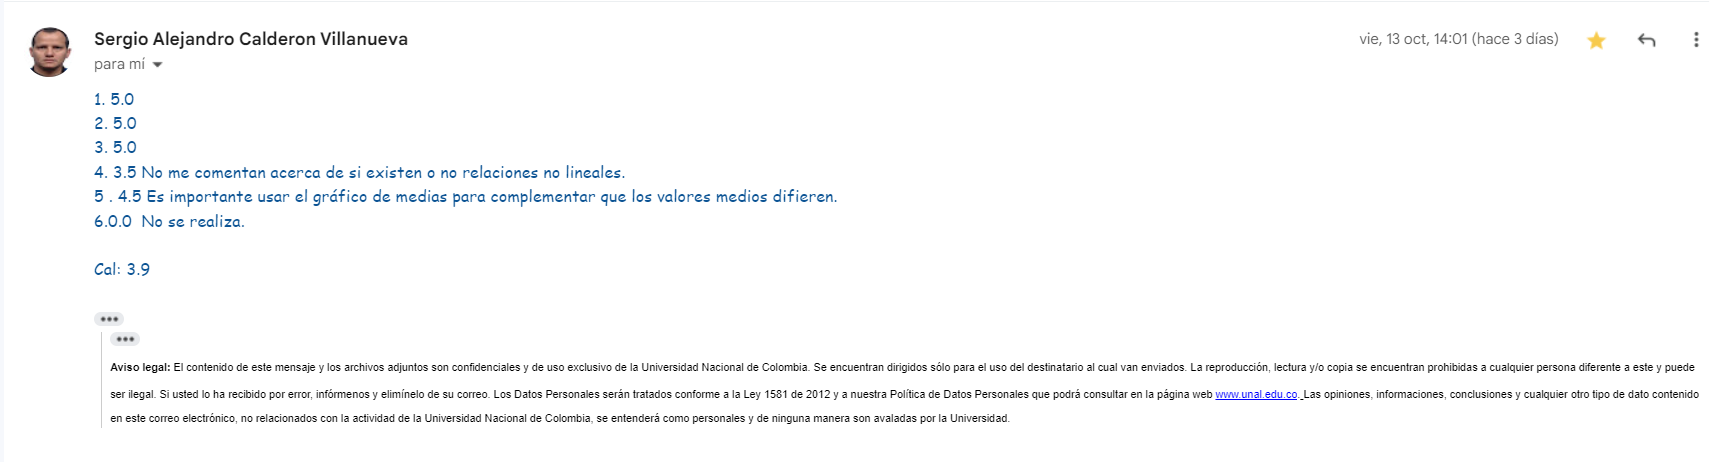 Sergio Alejandro Calderon Villanueva
vie, 13 oct, 14:01 (hace 3 días)
para mí
1. 5.0
2. 5.0
3. 5.0
4. 3.5 No me comentan acerca de si existen o no relaciones no lineales.
5 . 4.5 Es importante usar el gráfico de medias para complementar que los valores medios difieren.
6.0.0  No se realiza.
Cal: 3.9
Aviso legal: El contenido de este mensaje y los archivos adjuntos son confidenciales y de uso exclusivo de la Universidad Nacional de Colombia. Se encuentran dirigidos sólo para el uso del destinatario al cual van enviados. La reproducción, lectura y/o copia se encuentran prohibidas a cualquier persona diferente a este y puede
ser ilegal. Si usted lo ha recibido por error, infórmenos y elimínelo de su correo. Los Datos Personales serán tratados conforme a la Ley 1581 de 2012 y a nuestra Política de Datos Personales que podrá consultar en la página web www.unal.edu.co. Las opiniones, informaciones, conclusiones y cualquier otro tipo de dato contenido
en este correo electrónico, no relacionados con la actividad de la Universidad Nacional de Colombia, se entenderá como personales y de ninguna manera son avaladas por la Universidad.